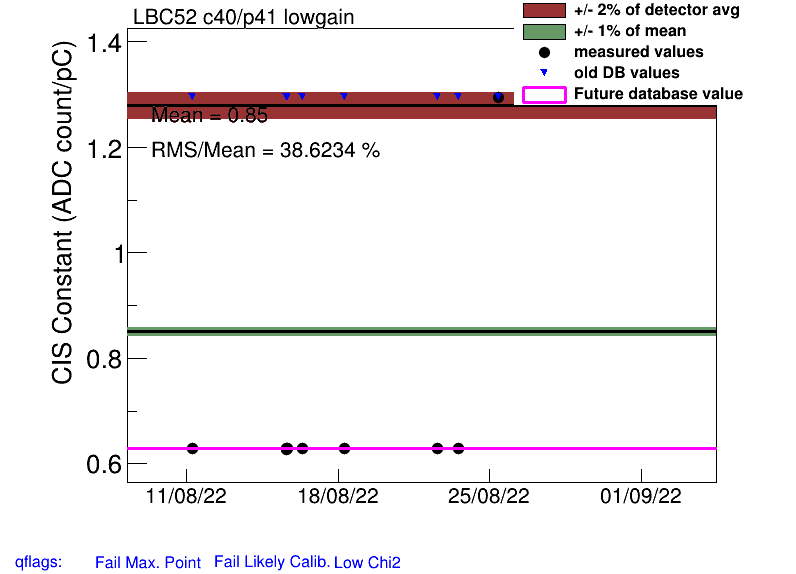 LBC52 c40/p41 lowgain
+/- 2% of detector avg
+/- 1% of mean
measured values
old DB values
Future database value
Mean = 0.85
RMS/Mean = 38.6234 %
CIS Constant (ADC count/pC)
1.4
1.2
1
0.8
0.6
11/08/22 18/08/22 25/08/22 01/09/22
qflags: Fail Max. Point Fail Likely Calib. Low Chi2